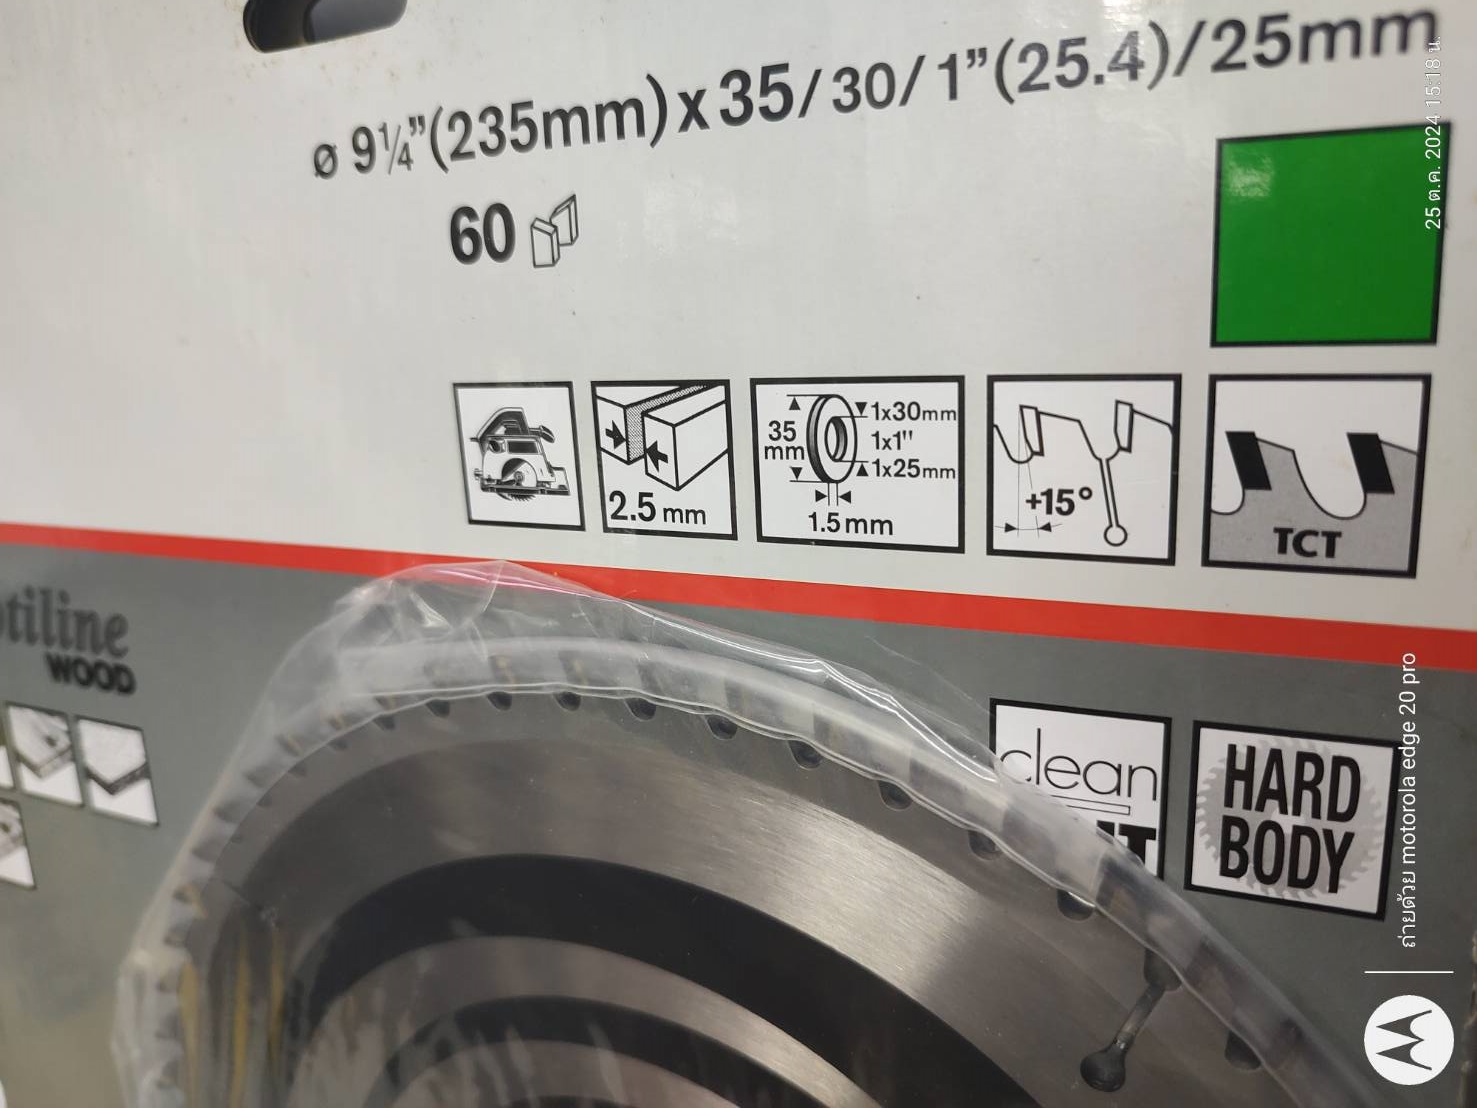 ø 9¼"(235mm) x 35/30/1"(25.4)/25mm
60
35
mm
1x30mm
1x1"
1x25mm
1.5 mm
2.5 mm
+15°
TCT
tiline
WOOD
clean
HARD
BODY
25 ต.ค. 2024 15:18 น.
ถ่ายด้วย motorola edge 20 pro